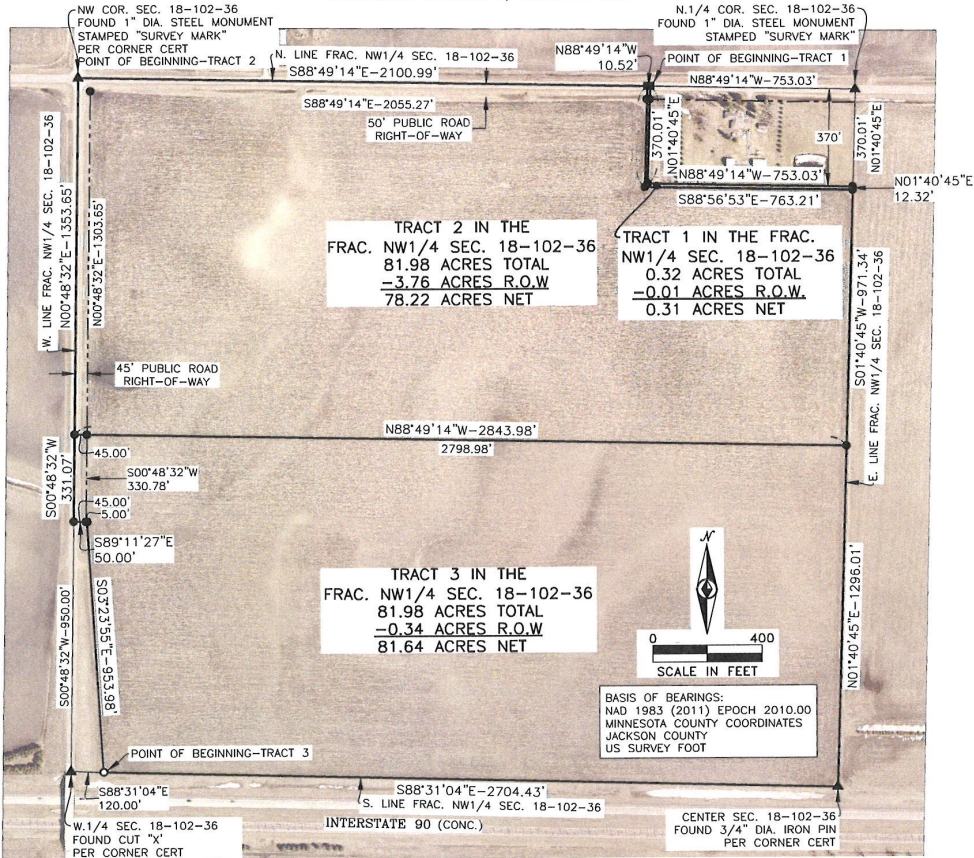 NW COR. SEC. 18-102-36
FOUND 1" DIA. STEEL MONUMENT
STAMPED "SURVEY MARK"
PER CORNER CERT
POINT OF BEGINNING-TRACT 2
N. LINE FRAC. NW1/4 SEC. 18-102-36
S88°49'14"E-2100.99'
S88°49'14"E-2055.27'
50' PUBLIC ROAD
RIGHT-OF-WAY
N88°49'14"W
10.52'
N.1/4 COR. SEC. 18-102-36
FOUND 1" DIA. STEEL MONUMENT
STAMPED "SURVEY MARK"
POINT OF BEGINNING-TRACT 1
N88°49'14"W-753.03'
370.01'
N01°40'45"E
370'
370.01'
N01°40'45"E
N88°49'14"W-753.03'
S88°56'53"E-763.21'
N01°40'45"E
12.32'
W. LINE FRAC. NW1/4 SEC. 18-102-36
N00°48'32"E-1353.65'
N00°48'32"E-1303.65'
TRACT 2 IN THE
FRAC. NW1/4 SEC. 18-102-36
81.98 ACRES TOTAL
-3.76 ACRES R.O.W
78.22 ACRES NET
TRACT 1 IN THE FRAC.
NW1/4 SEC. 18-102-36
0.32 ACRES TOTAL
-0.01 ACRES R.O.W.
0.31 ACRES NET
S01°40'45"W-971.34'
E. LINE FRAC. NW1/4 SEC. 18-102-36
45' PUBLIC ROAD
RIGHT-OF-WAY
N88°49'14"W-2843.98'
2798.98'
45.00'
S00°48'32"W
331.07'
S00°48'32"W
330.78'
45.00'
5.00'
S89°11'27"E
50.00'
S00°48'32"W-950.00'
S03°23'55"E-953.98'
TRACT 3 IN THE
FRAC. NW1/4 SEC. 18-102-36
81.98 ACRES TOTAL
-0.34 ACRES R.O.W
81.64 ACRES NET
N
0 400
SCALE IN FEET
N01°40'45"E-1296.01'
BASIS OF BEARINGS:
NAD 1983 (2011) EPOCH 2010.00
MINNESOTA COUNTY COORDINATES
JACKSON COUNTY
US SURVEY FOOT
POINT OF BEGINNING-TRACT 3
S88°31'04"E
120.00'
S88°31'04"E-2704.43'
S. LINE FRAC. NW1/4 SEC. 18-102-36
INTERSTATE 90 (CONC.)
W.1/4 SEC. 18-102-36
FOUND CUT "X'
PER CORNER CERT
CENTER SEC. 18-102-36
FOUND 3/4" DIA. IRON PIN
PER CORNER CERT